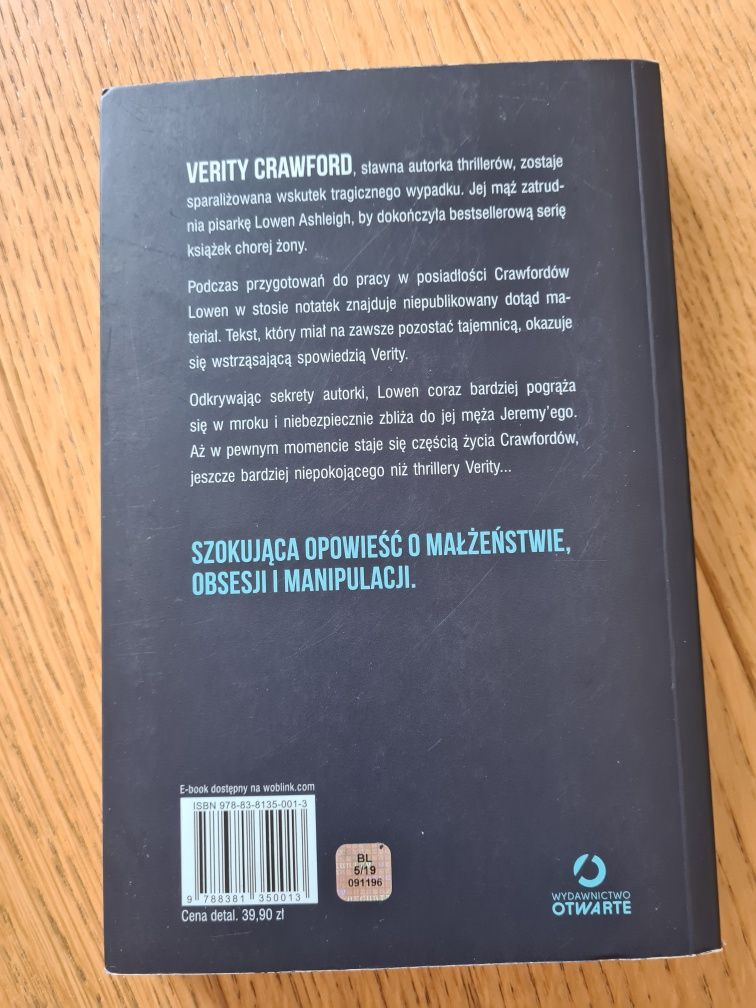 VERITY CRAWFORD, sławna autorka thrillerów, zostaje
sparaliżowana wskutek tragicznego wypadku. Jej mąż zatrud-
nia pisarkę Lowen Ashleigh, by dokończyła bestsellerową serię
książek chorej żony.
Podczas przygotowań do pracy w posiadłości Crawfordów
Lowen w stosie notatek znajduje niepublikowany dotąd ma-
teriał. Tekst, który miał na zawsze pozostać tajemnicą, okazuje
się wstrząsającą spowiedzią Verity.
Odkrywając sekrety autorki, Lowen coraz bardziej pogrąża
się w mroku i niebezpiecznie zbliża do jej męża Jeremy'ego.
Aż w pewnym momencie staje się częścią życia Crawfordów,
jeszcze bardziej niepokojącego niż thrillery Verity...
SZOKUJĄCA OPOWIEŚĆ O MAŁŻEŃSTWIE,
OBSESJI I MANIPULACJI.
E-book dostępny na woblink.com
ISBN 978-83-8135-001-3
9 788381 350013
Cena detal. 39,90 zł
BL
5/19
091196
WYDAWNICTWO
OTWARTE